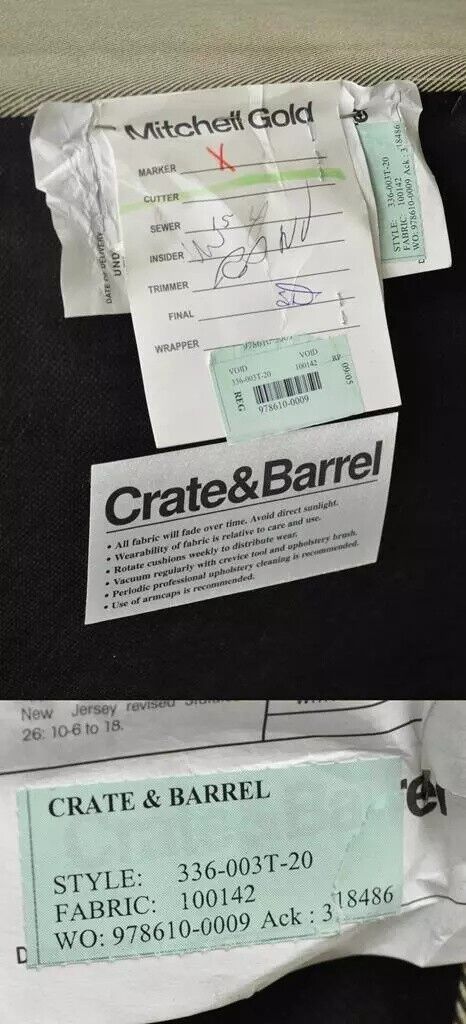 Mitchell Gold
MARKER X
CUTTER
SEWER 15
INSIDER
TRIMMER
FINAL
WRAPPER
VOID VOID
336-003T-20 100142 RP 09/05
REG
978610-0009
DATE OF DELIVERY
UND
STYLE: 336-003T-20
FABRIC: 100142
WO: 978610-0009 Ack : 318486
Crate&Barrel
• All fabric will fade over time. Avoid direct sunlight.
• Wearability of fabric is relative to care and use.
• Rotate cushions weekly to distribute wear.
• Vacuum regularly with crevice tool and upholstery brush.
• Periodic professional upholstery cleaning is recommended.
• Use of armcaps is recommended.
New Jersey revised
26: 10-6 to 18.
CRATE & BARREL
STYLE: 336-003T-20
FABRIC: 100142
WO: 978610-0009 Ack : 318486
D